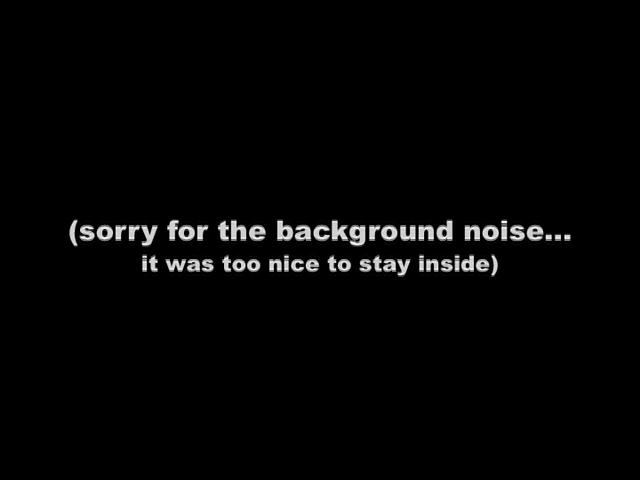 (sorry for the background noise...
it was too nice to stay inside)